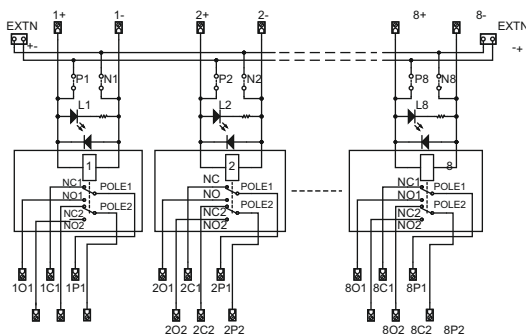 EXTN 1+ 1- 2+ 2- 8+ 8- EXTN
+- -+
P1 N1 P2 N2 P8 N8
L1 L2 L8
1 2 8
NC1 POLE1 NC POLE1 NC1 POLE1
NO1 NO NO1
NC2 POLE2 NC2 POLE2 NC2 POLE2
NO2 NO2 NO2
1O1 1C1 1P1 2O1 2C1 2P1 8O1 8C1 8P1
2O2 2C2 2P2 8O2 8C2 8P2